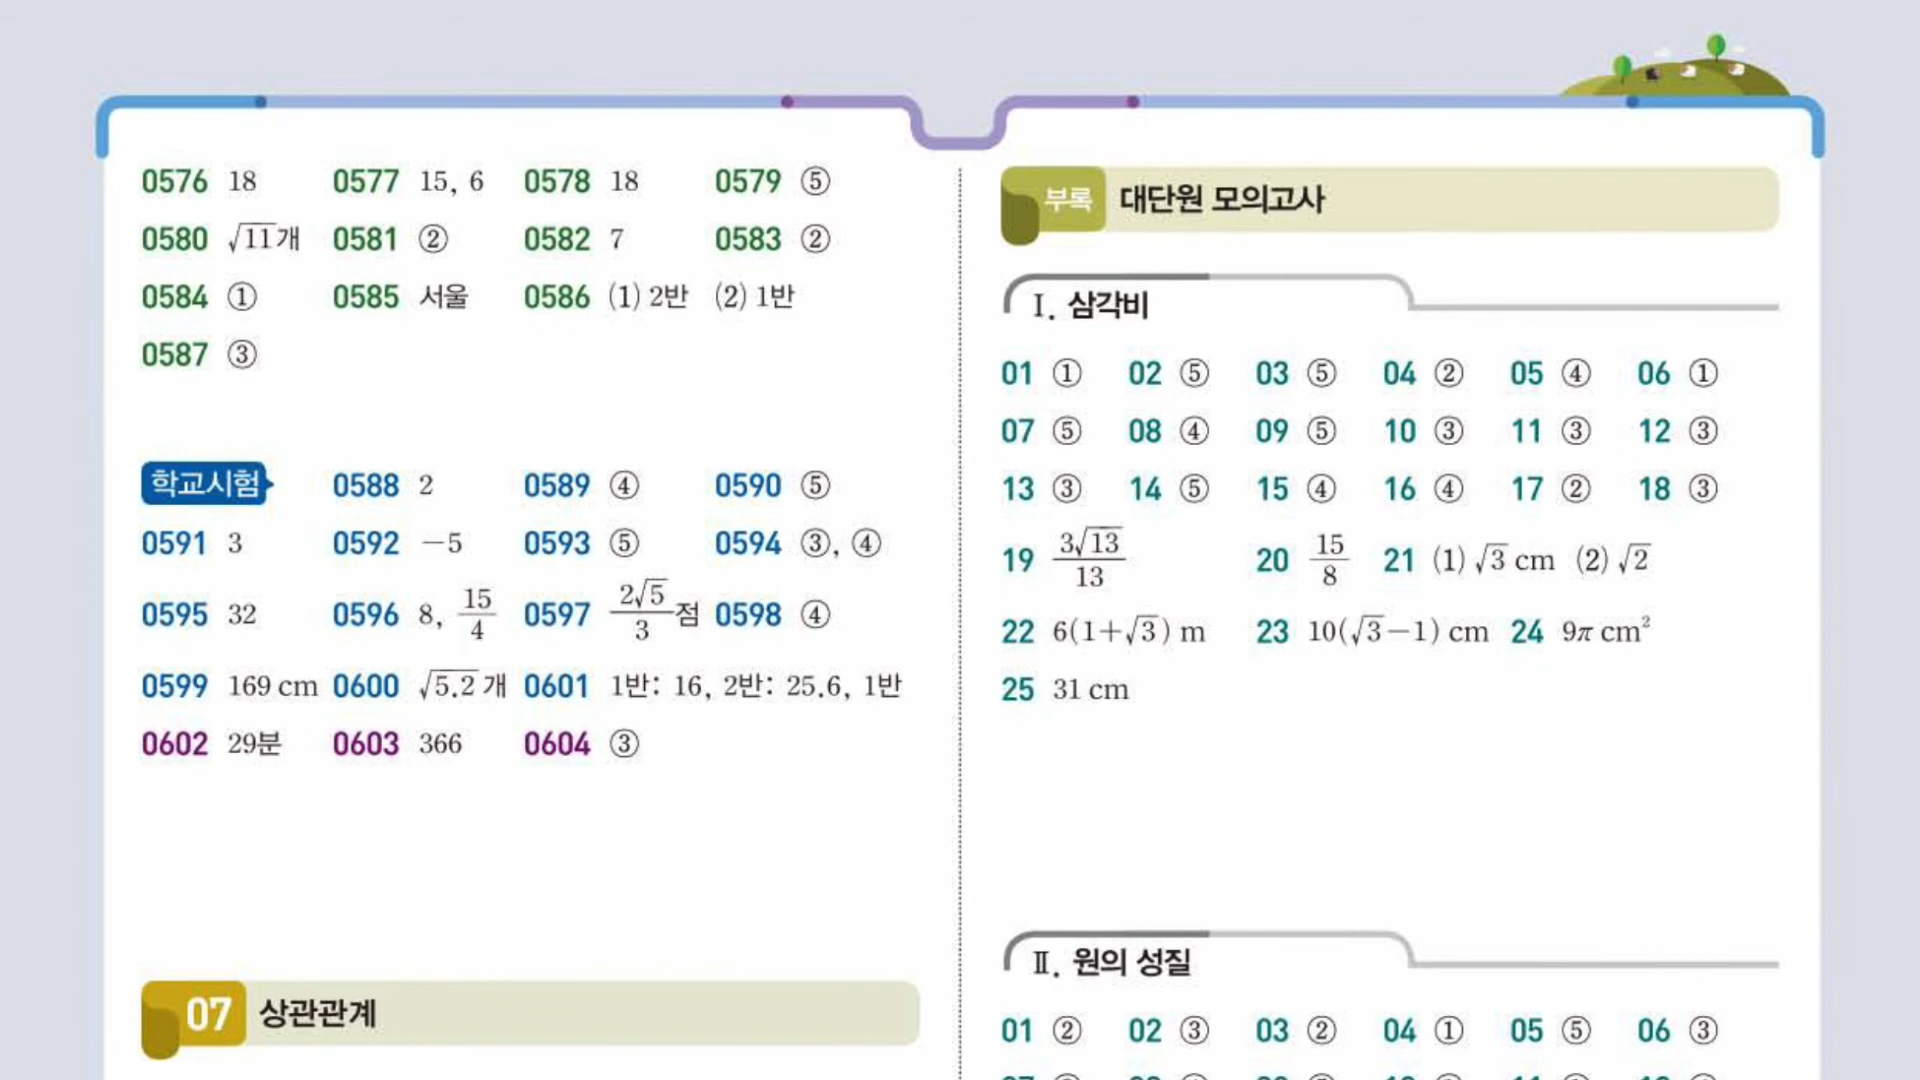 0576 18 0577 15, 6 0578 18 0579 ⑤
0580 √11개 0581 ② 0582 7 0583 ②
0584 ① 0585 서울 0586 (1) 2반 (2) 1반
0587 ③
학교시험 0588 2 0589 ④ 0590 ⑤
0591 3 0592 −5 0593 ⑤ 0594 ③, ④
0595 32 0596 8, 15/4 0597 2√5/3점 0598 ④
0599 169 cm 0600 √5.2개 0601 1반: 16, 2반: 25.6, 1반
0602 29분 0603 366 0604 ③
07 상관관계
부록 대단원 모의고사
Ⅰ. 삼각비
01 ① 02 ⑤ 03 ⑤ 04 ② 05 ④ 06 ①
07 ⑤ 08 ④ 09 ⑤ 10 ③ 11 ③ 12 ③
13 ③ 14 ⑤ 15 ④ 16 ④ 17 ② 18 ③
19 3√13/13 20 15/8 21 (1) √3 cm (2) √2
22 6(1+√3) m 23 10(√3−1) cm 24 9π cm²
25 31 cm
Ⅱ. 원의 성질
01 ② 02 ③ 03 ② 04 ① 05 ⑤ 06 ③